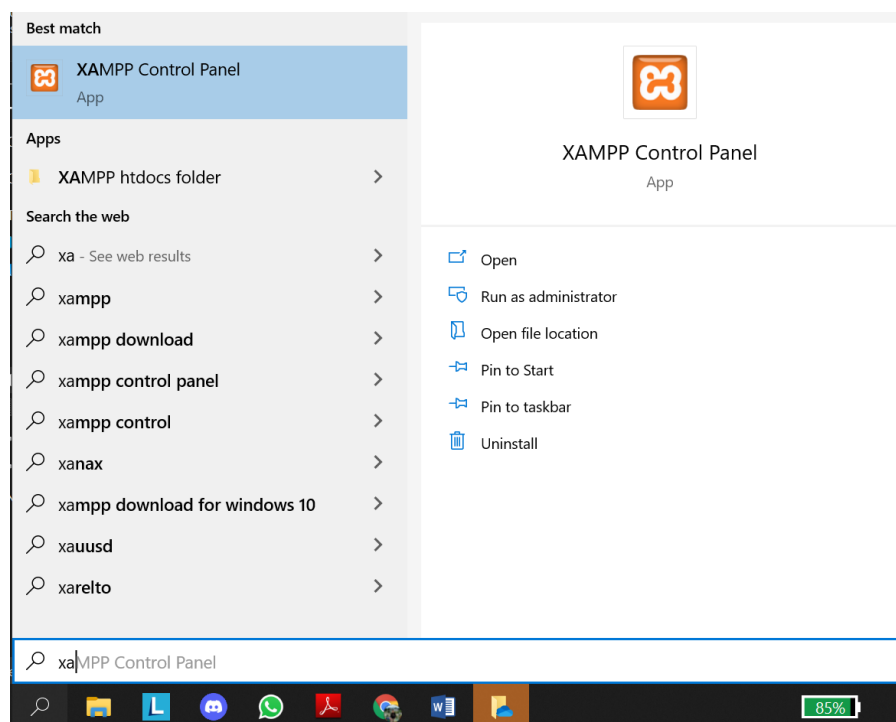 Best match
XAMPP Control Panel
App
Apps
XAMPP htdocs folder
Search the web
xa - See web results
xampp
xampp download
xampp control panel
xampp control
xanax
xampp download for windows 10
xauusd
xarelto
XAMPP Control Panel
App
Open
Run as administrator
Open file location
Pin to Start
Pin to taskbar
Uninstall
xaMPP Control Panel
L
W
85%